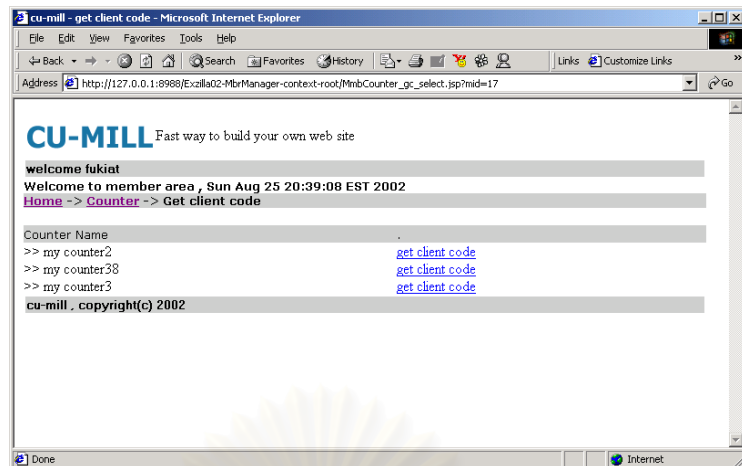 cu-mill - get client code - Microsoft Internet Explorer
File Edit View Favorites Tools Help
Back Search Favorites History Links Customize Links »
Address http://127.0.0.1:8988/Exzilla02-MbrManager-context-root/MmbCounter_gc_select.jsp?mid=17 Go
CU-MILL Fast way to build your own web site
welcome fukiat
Welcome to member area , Sun Aug 25 20:39:08 EST 2002
Home -> Counter -> Get client code
Counter Name .
>> my counter2 get client code
>> my counter38 get client code
>> my counter3 get client code
cu-mill , copyright(c) 2002
Done Internet